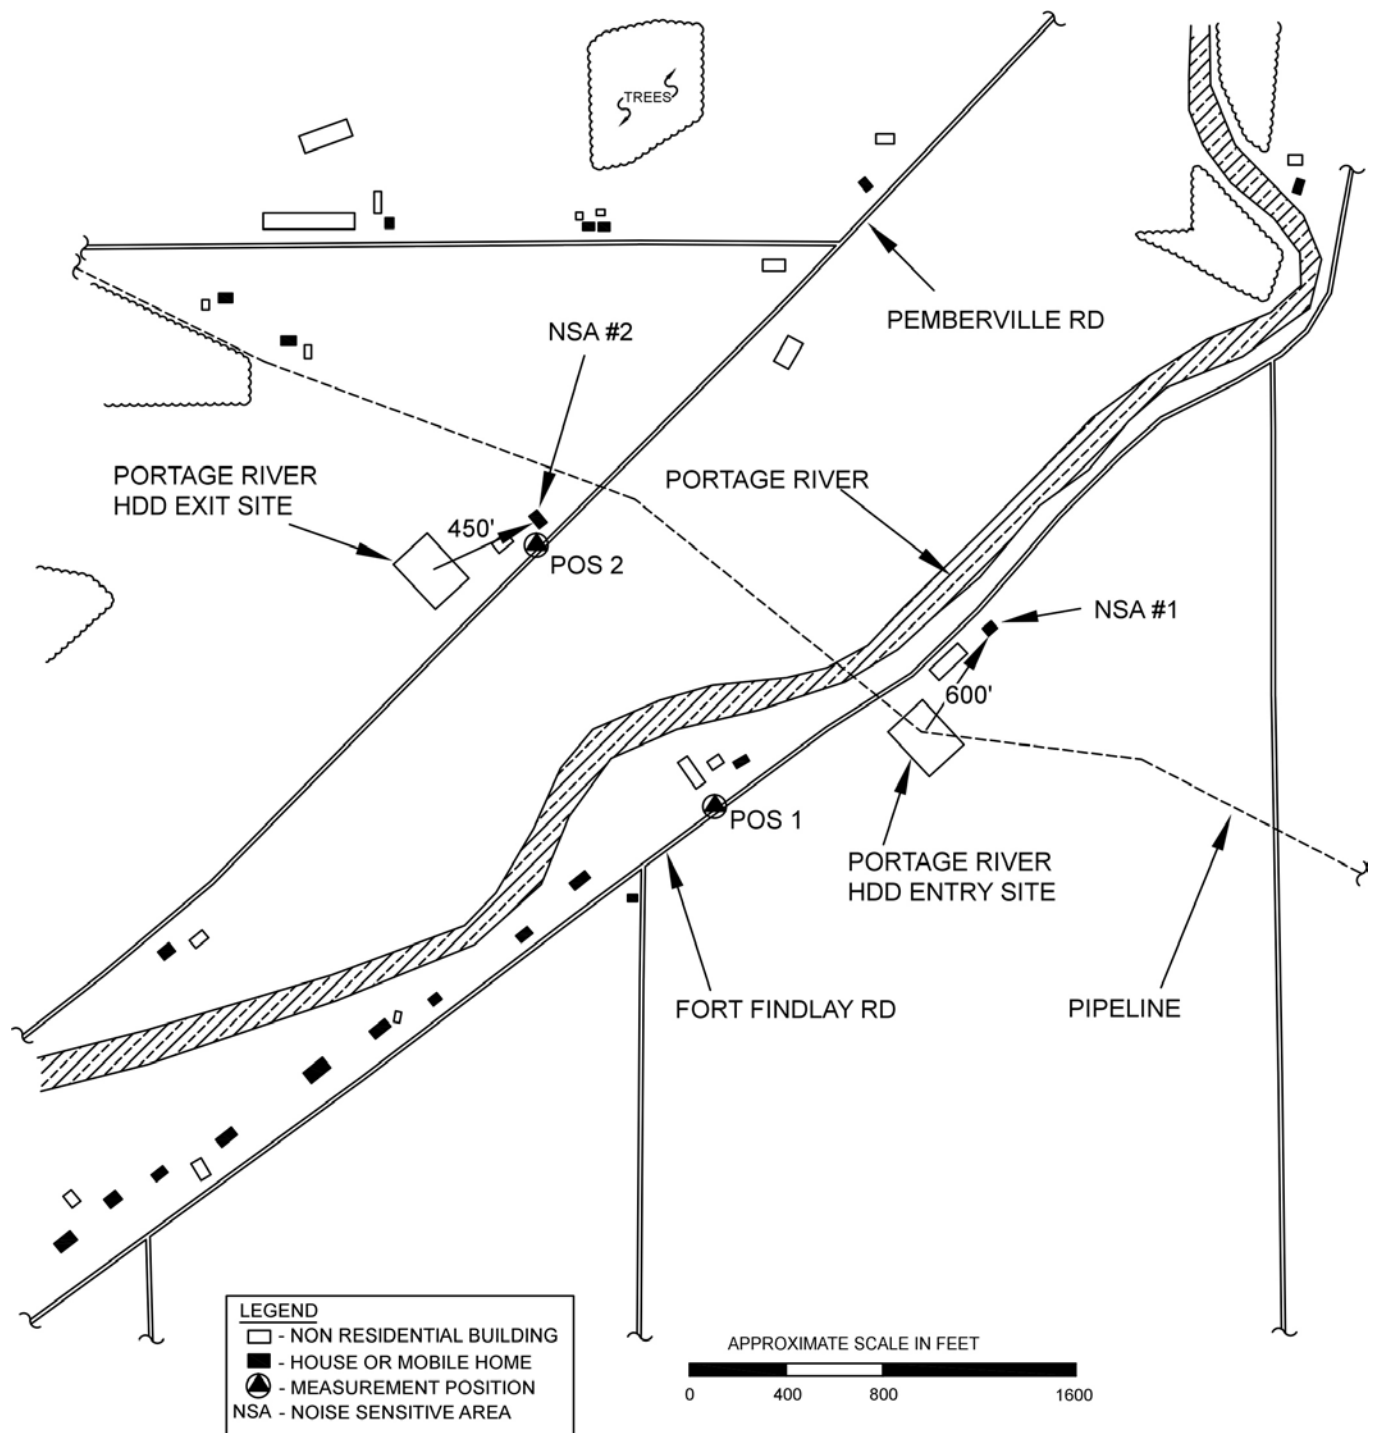 TREES
PEMBERVILLE RD
NSA #2
PORTAGE RIVER
HDD EXIT SITE
PORTAGE RIVER
450'
POS 2
NSA #1
600'
POS 1
PORTAGE RIVER
HDD ENTRY SITE
FORT FINDLAY RD
PIPELINE
LEGEND
- NON RESIDENTIAL BUILDING
- HOUSE OR MOBILE HOME
- MEASUREMENT POSITION
NSA - NOISE SENSITIVE AREA
APPROXIMATE SCALE IN FEET
0 400 800 1600